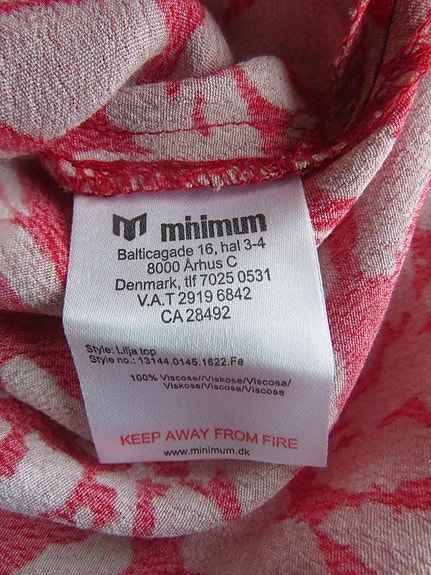 minimum
Balticagade 16, hal 3-4
8000 Århus C
Denmark, tlf 7025 0531
V.A.T 2919 6842
CA 28492
Style: Lilja top
Style no.: 13144.0145.1622.Fe
100% Viscose//Viskose/Viscosa/
Viskose/Viscosa/Viscose
KEEP AWAY FROM FIRE
www.minimum.dk